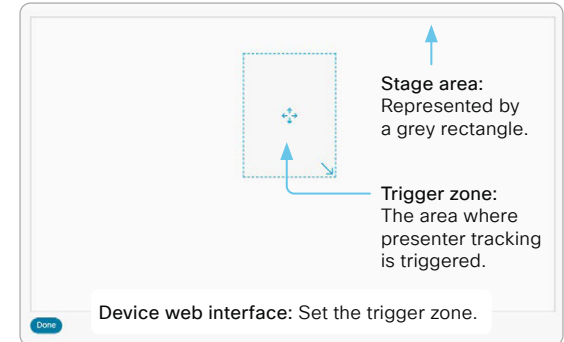 Stage area:
Represented by
a grey rectangle.
Trigger zone:
The area where
presenter tracking
is triggered.
Device web interface: Set the trigger zone.
Done